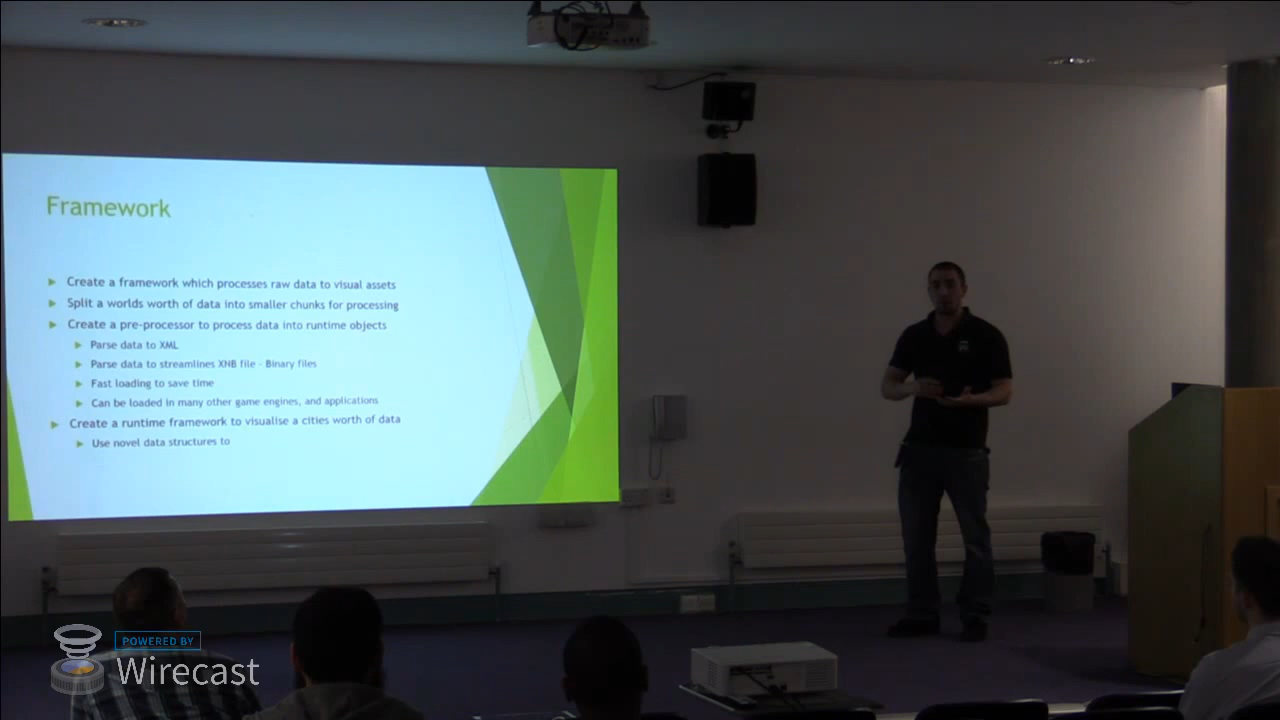 Framework
Create a framework which processes raw data to visual assets
Split a worlds worth of data into smaller chunks for processing
Create a pre-processor to process data into runtime objects
Parse data to XML
Parse data to streamlines XNB file - Binary files
Fast loading to save time
Can be loaded in many other game engines, and applications
Create a runtime framework to visualise a cities worth of data
Use novel data structures to
POWERED BY
Wirecast